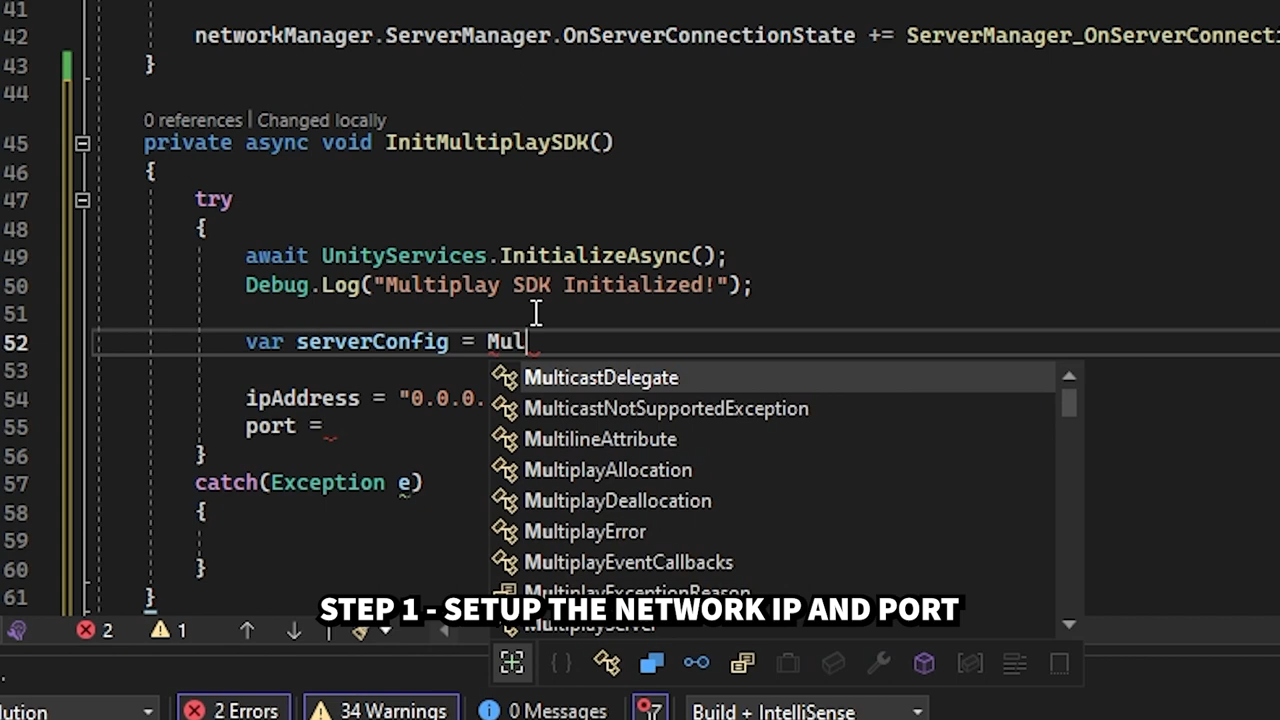 41
42 networkManager.ServerManager.OnServerConnectionState += ServerManager_OnServerConnecti
43 }
44
0 references | Changed locally
45 private async void InitMultiplaySDK()
46 {
47 try
48 {
49 await UnityServices.InitializeAsync();
50 Debug.Log("Multiplay SDK Initialized!");
51
52 var serverConfig = Mul
53 MulticastDelegate
MulticastNotSupportedException
54 ipAddress = "0.0.0.
MultilineAttribute
55 port =
MultiplayAllocation
56 }
57 catch(Exception e)
MultiplayDeallocation
58 {
MultiplayError
59
MultiplayEventCallbacks
60 }
MultiplayExceptionReason
61 }
STEP 1 - SETUP THE NETWORK IP AND PORT
MultiplayServer
2 1
lution 2 Errors 34 Warnings 0 Messages Build + IntelliSense